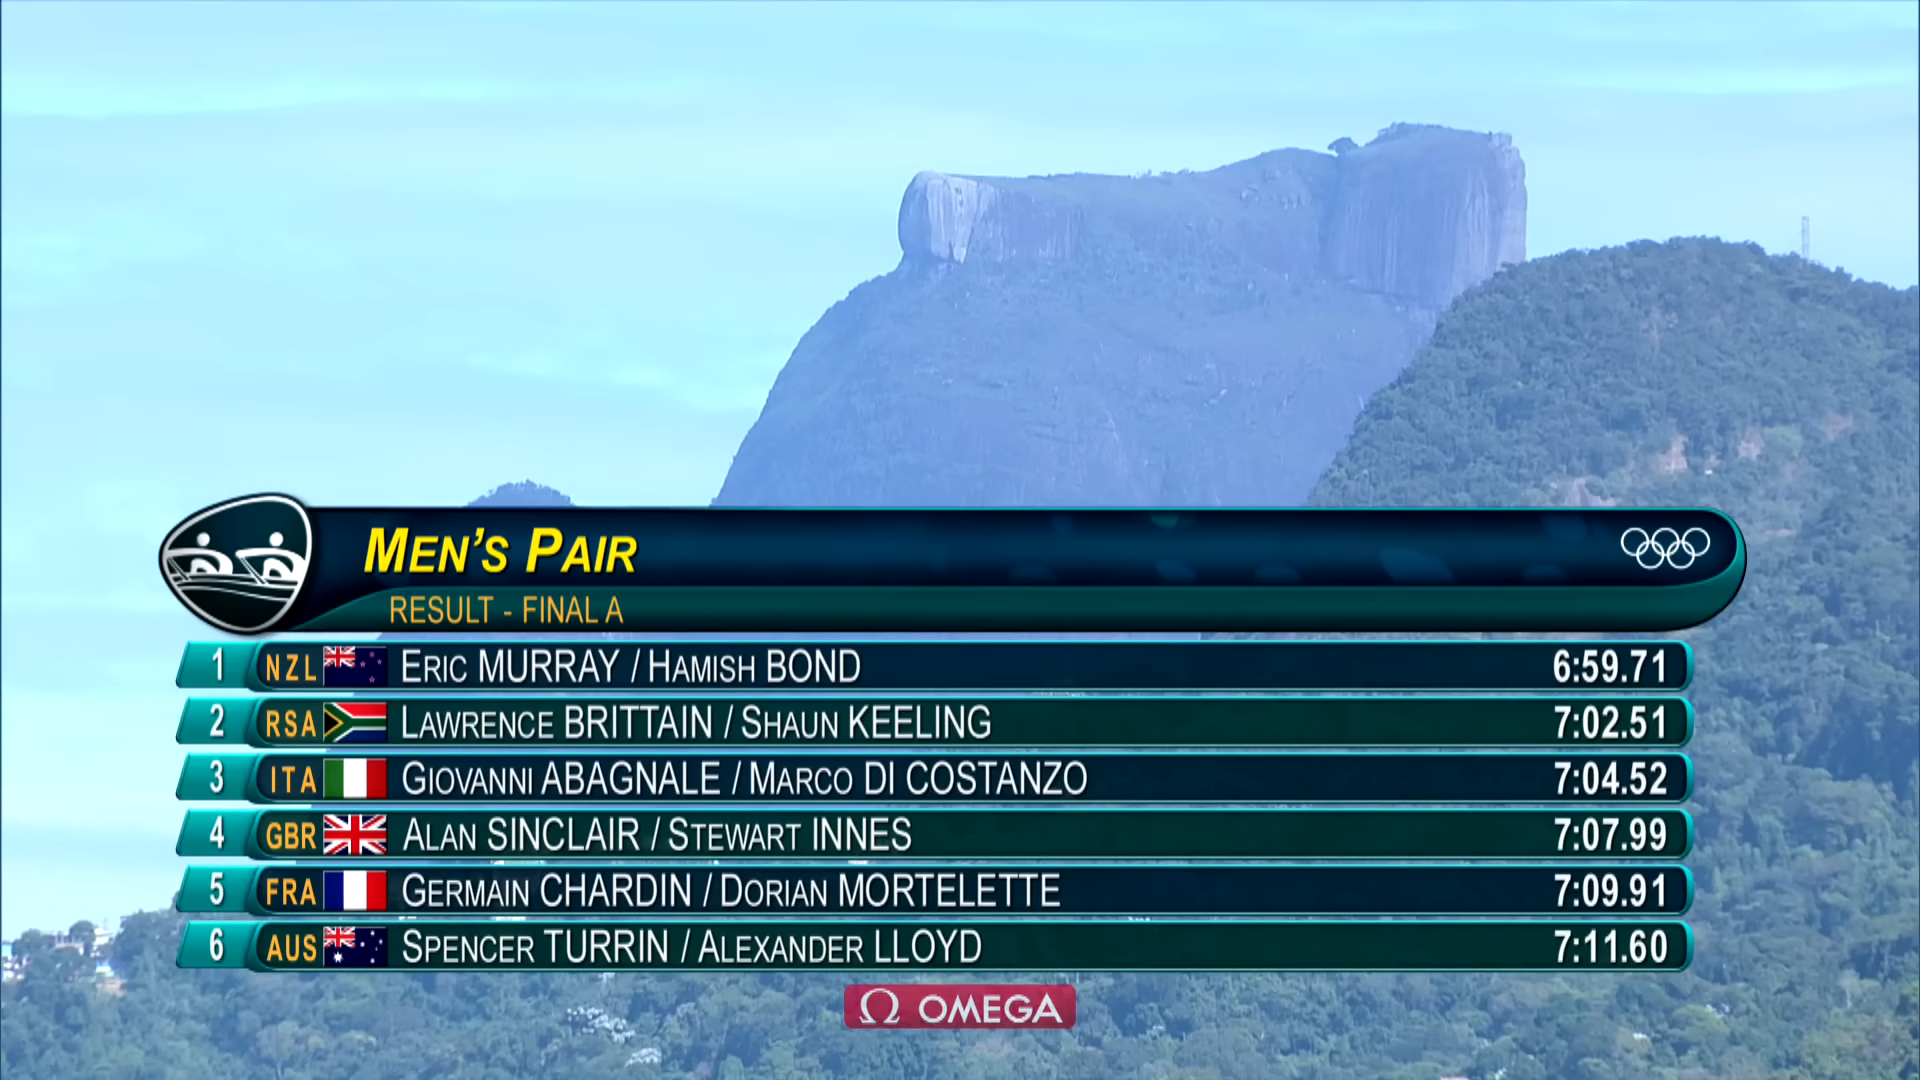 MEN'S PAIR
RESULT - FINAL A
1 NZL ERIC MURRAY / HAMISH BOND 6:59.71
2 RSA LAWRENCE BRITTAIN / SHAUN KEELING 7:02.51
3 ITA GIOVANNI ABAGNALE / MARCO DI COSTANZO 7:04.52
4 GBR ALAN SINCLAIR / STEWART INNES 7:07.99
5 FRA GERMAIN CHARDIN / DORIAN MORTELETTE 7:09.91
6 AUS SPENCER TURRIN / ALEXANDER LLOYD 7:11.60
Ω OMEGA